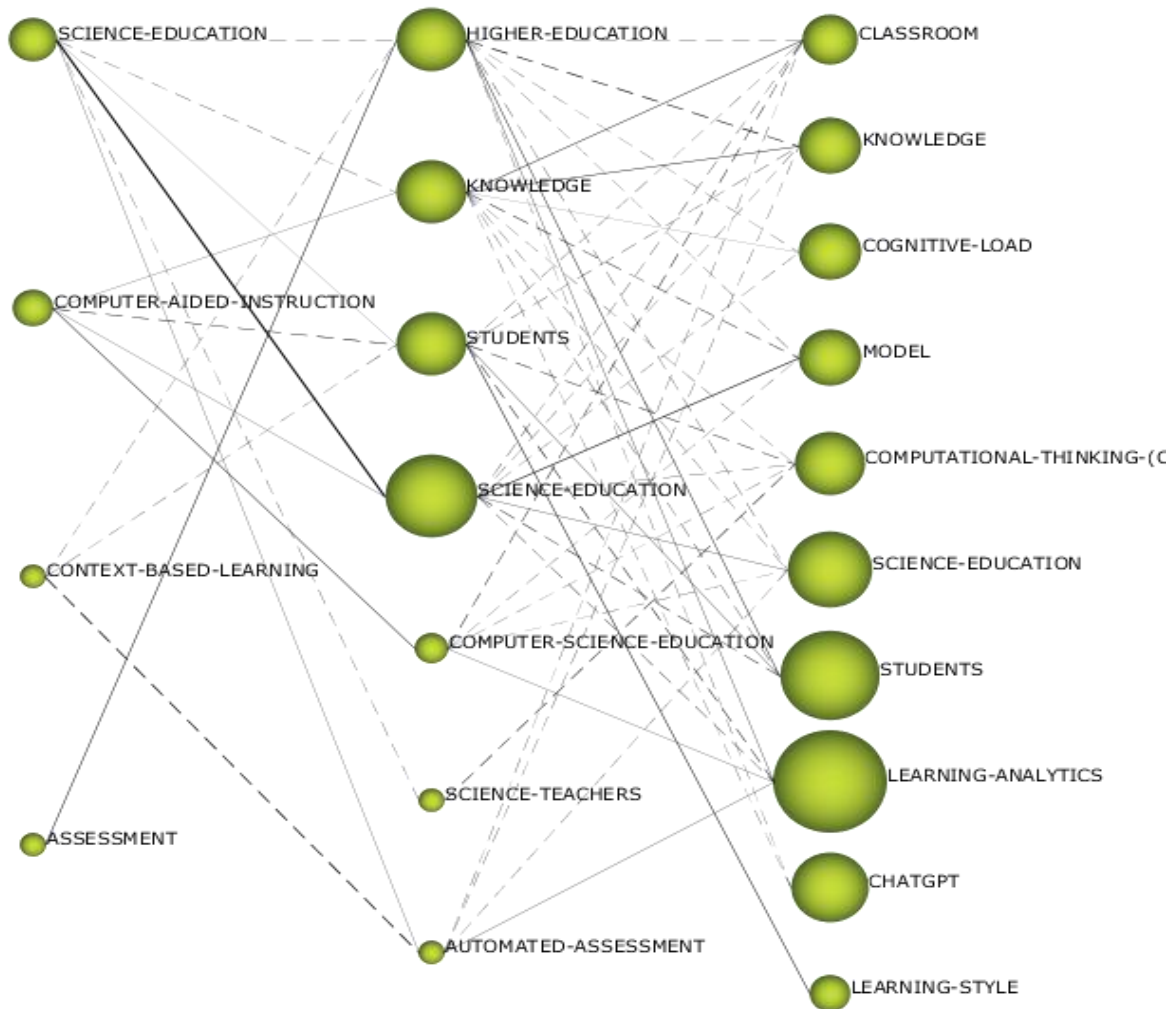 SCIENCE-EDUCATION
COMPUTER-AIDED-INSTRUCTION
CONTEXT-BASED-LEARNING
ASSESSMENT
HIGHER-EDUCATION
KNOWLEDGE
STUDENTS
SCIENCE-EDUCATION
COMPUTER-SCIENCE-EDUCATION
SCIENCE-TEACHERS
AUTOMATED-ASSESSMENT
CLASSROOM
KNOWLEDGE
COGNITIVE-LOAD
MODEL
COMPUTATIONAL-THINKING-(C
SCIENCE-EDUCATION
STUDENTS
LEARNING-ANALYTICS
CHATGPT
LEARNING-STYLE